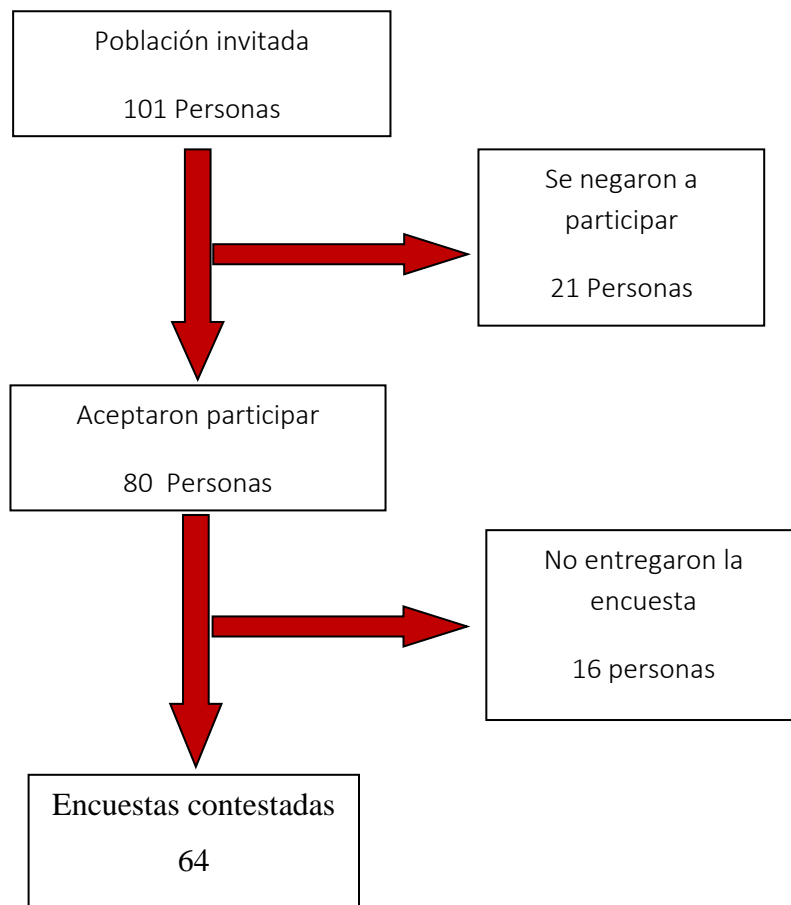 Población invitada
101 Personas
Se negaron a
participar
21 Personas
Aceptaron participar
80  Personas
No entregaron la
encuesta
16 personas
Encuestas contestadas
64